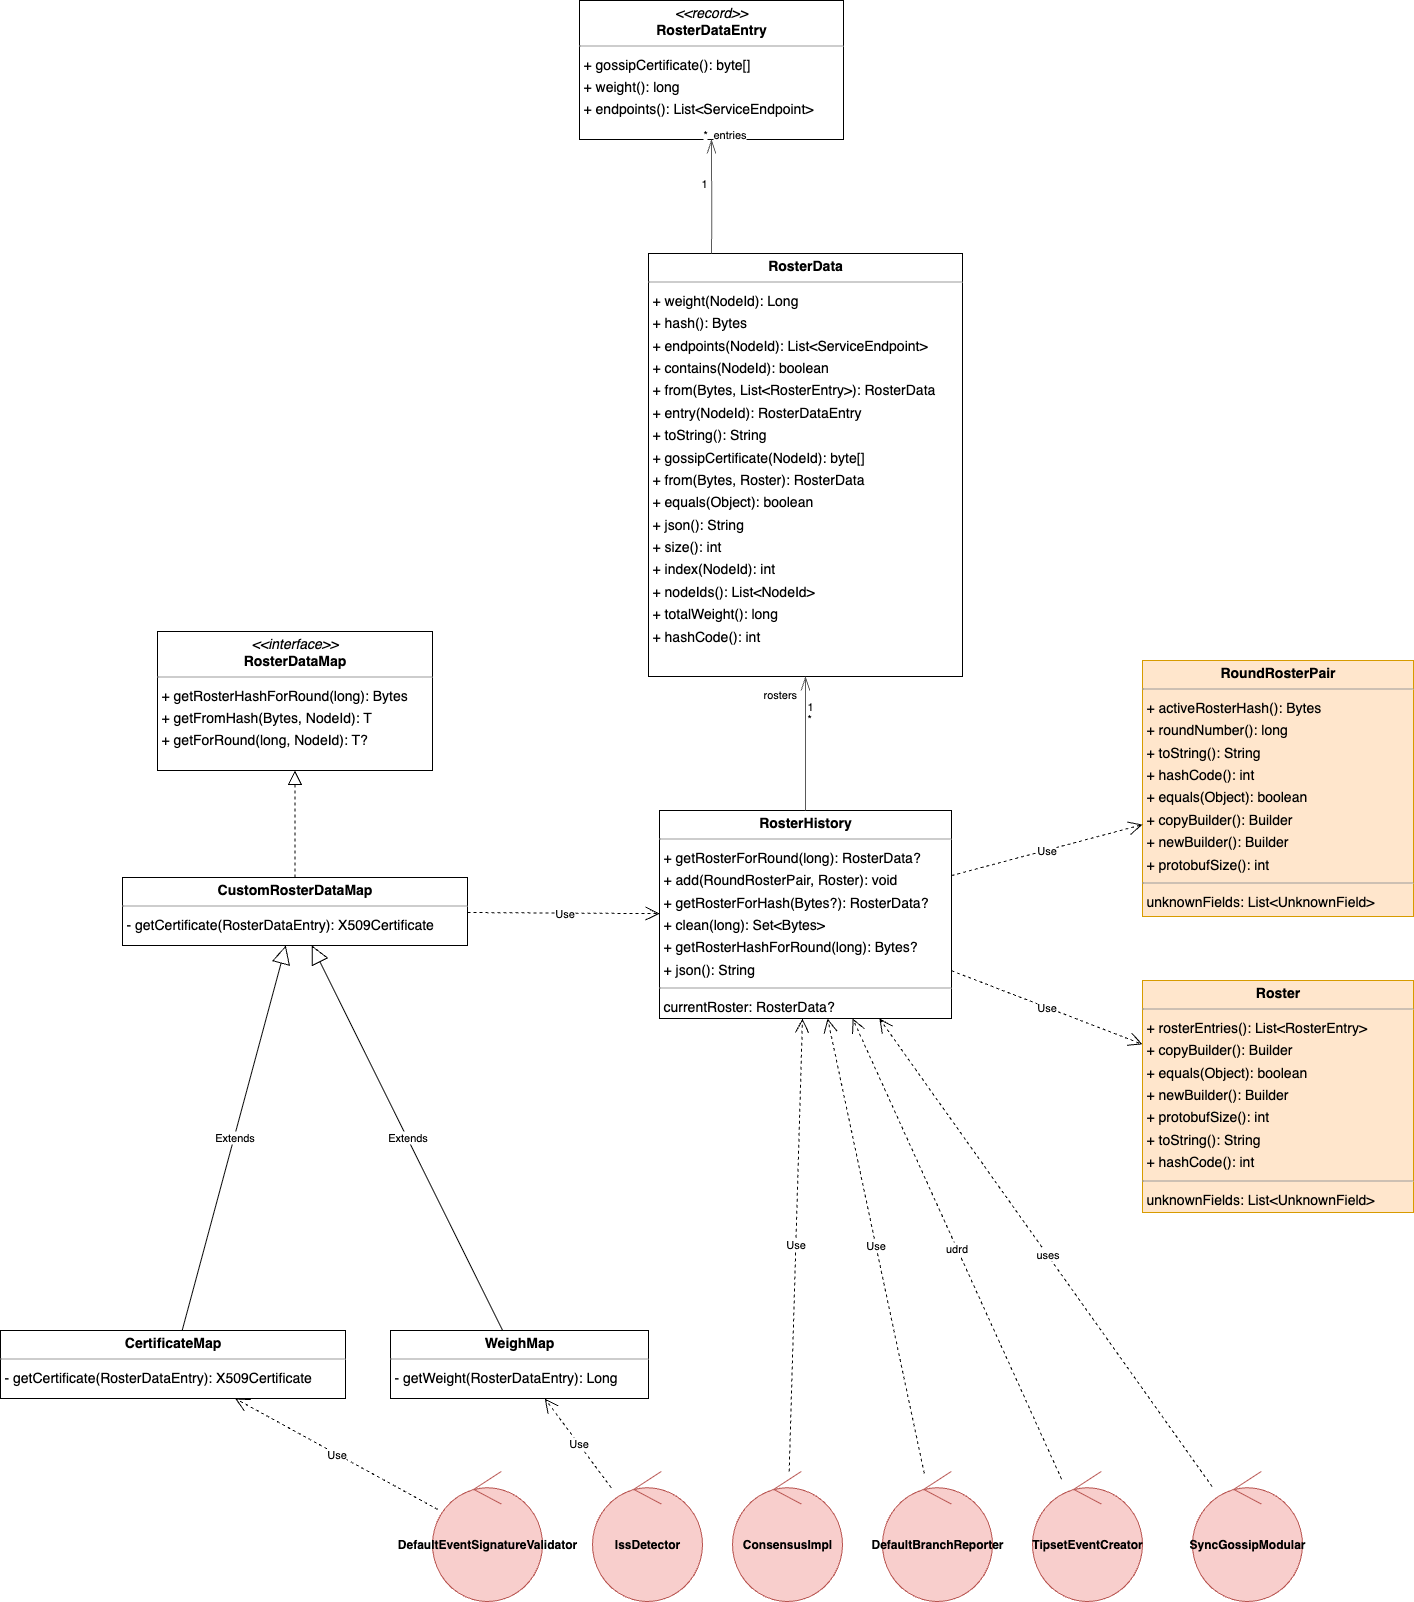 <<record>>
RosterDataEntry
+ gossipCertificate(): byte[]
+ weight(): long
+ endpoints(): List<ServiceEndpoint>
* entries
1
RosterData
+ weight(NodeId): Long
+ hash(): Bytes
+ endpoints(NodeId): List<ServiceEndpoint>
+ contains(NodeId): boolean
+ from(Bytes, List<RosterEntry>): RosterData
+ entry(NodeId): RosterDataEntry
+ toString(): String
+ gossipCertificate(NodeId): byte[]
+ from(Bytes, Roster): RosterData
+ equals(Object): boolean
+ json(): String
+ size(): int
+ index(NodeId): int
+ nodeIds(): List<NodeId>
+ totalWeight(): long
+ hashCode(): int
rosters
1
*
<<interface>>
RosterDataMap
+ getRosterHashForRound(long): Bytes
+ getFromHash(Bytes, NodeId): T
+ getForRound(long, NodeId): T?
RoundRosterPair
+ activeRosterHash(): Bytes
+ roundNumber(): long
+ toString(): String
+ hashCode(): int
+ equals(Object): boolean
+ copyBuilder(): Builder
+ newBuilder(): Builder
+ protobufSize(): int
unknownFields: List<UnknownField>
RosterHistory
+ getRosterForRound(long): RosterData?
+ add(RoundRosterPair, Roster): void
+ getRosterForHash(Bytes?): RosterData?
+ clean(long): Set<Bytes>
+ getRosterHashForRound(long): Bytes?
+ json(): String
currentRoster: RosterData?
Use
CustomRosterDataMap
- getCertificate(RosterDataEntry): X509Certificate
Use
Use
Roster
+ rosterEntries(): List<RosterEntry>
+ copyBuilder(): Builder
+ equals(Object): boolean
+ newBuilder(): Builder
+ protobufSize(): int
+ toString(): String
+ hashCode(): int
unknownFields: List<UnknownField>
Extends
Extends
Use
Use
udrd
uses
CertificateMap
- getCertificate(RosterDataEntry): X509Certificate
WeighMap
- getWeight(RosterDataEntry): Long
Use
Use
DefaultEventSignatureValidator
IssDetector
ConsensusImpl
DefaultBranchReporter
TipsetEventCreator
SyncGossipModular